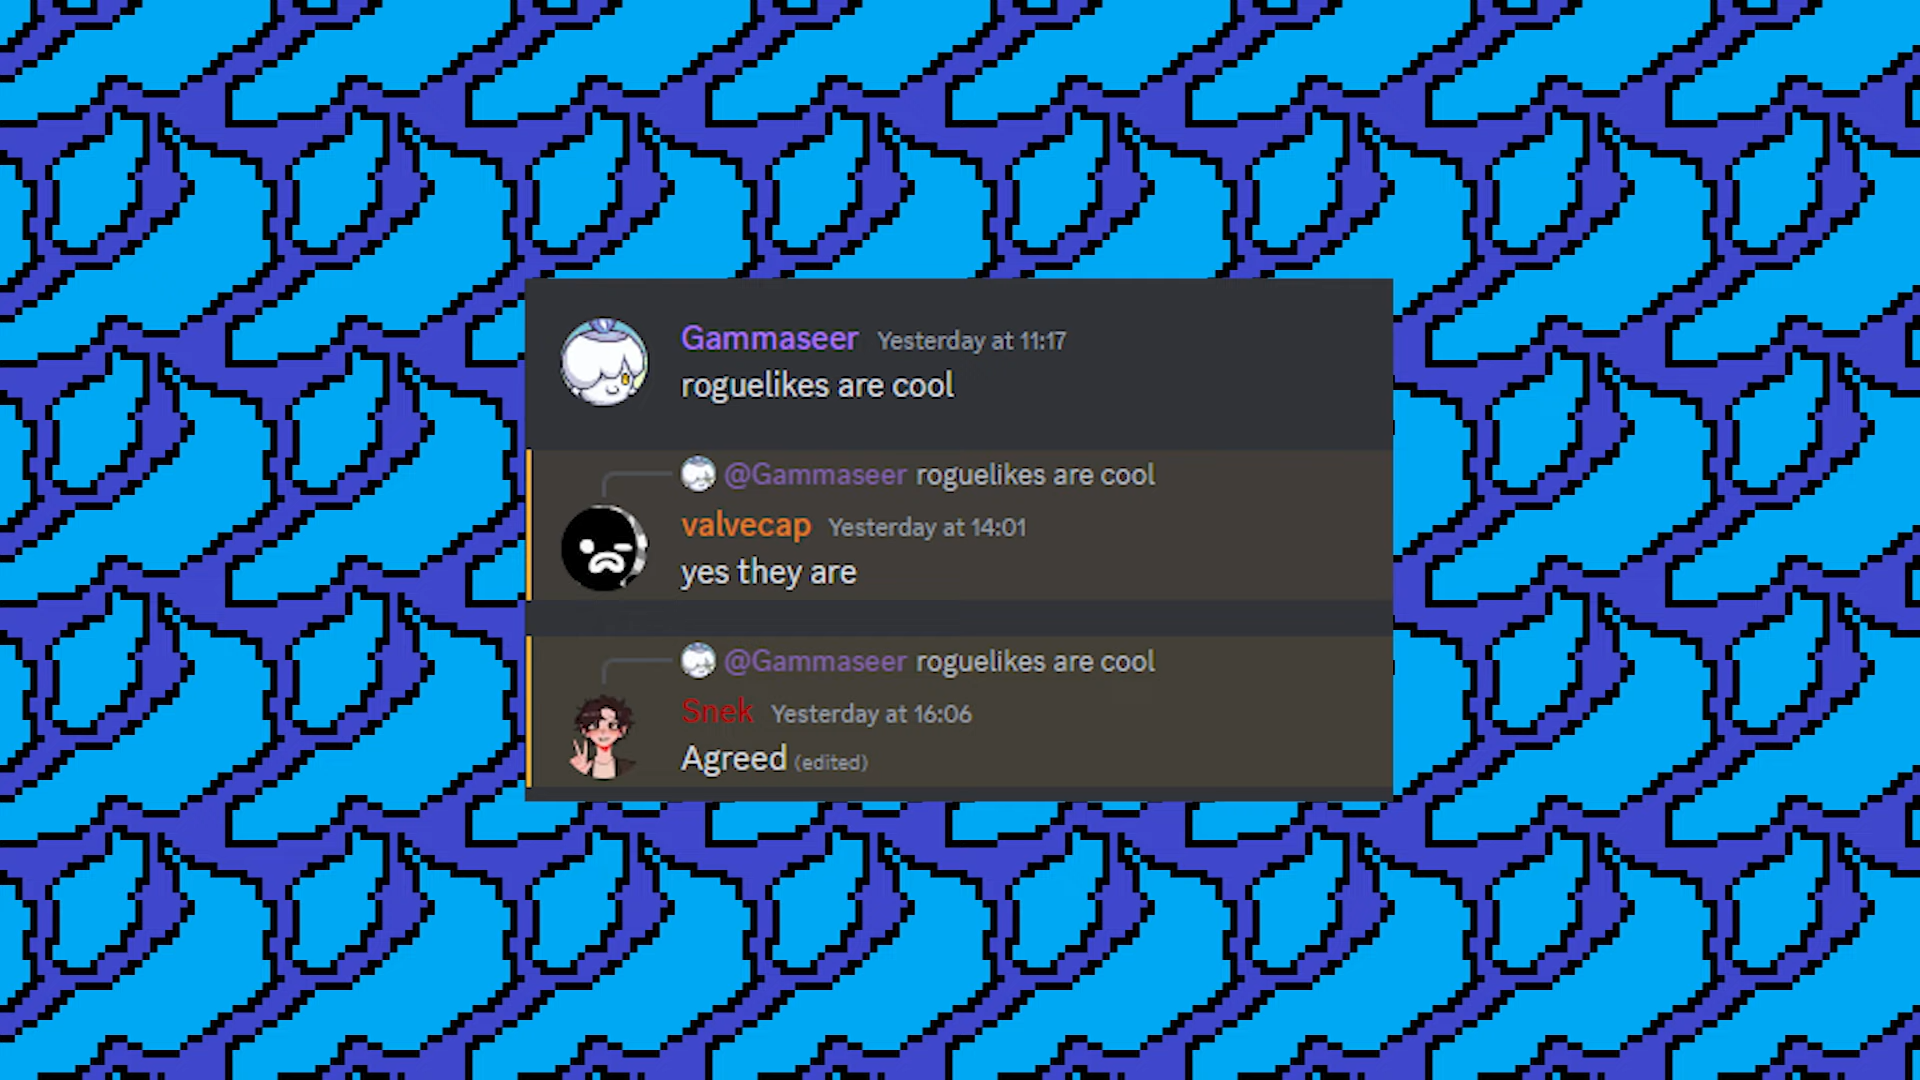 Gammaseer Yesterday at 11:17
roguelikes are cool
@Gammaseer roguelikes are cool
valvecap Yesterday at 14:01
yes they are
@Gammaseer roguelikes are cool
Snek Yesterday at 16:06
Agreed (edited)